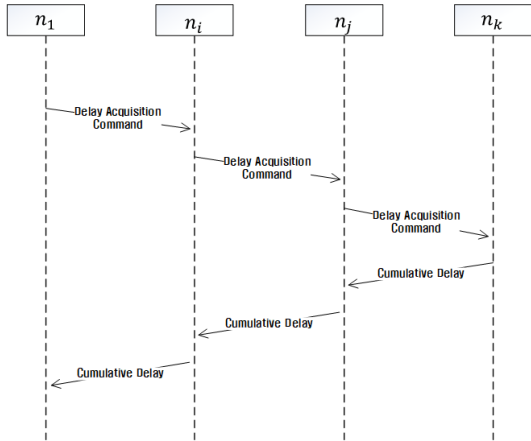 n₁ nᵢ nⱼ nₖ
Delay Acquisition
Command
Delay Acquisition
Command
Delay Acquisition
Command
Cumulative Delay
Cumulative Delay
Cumulative Delay